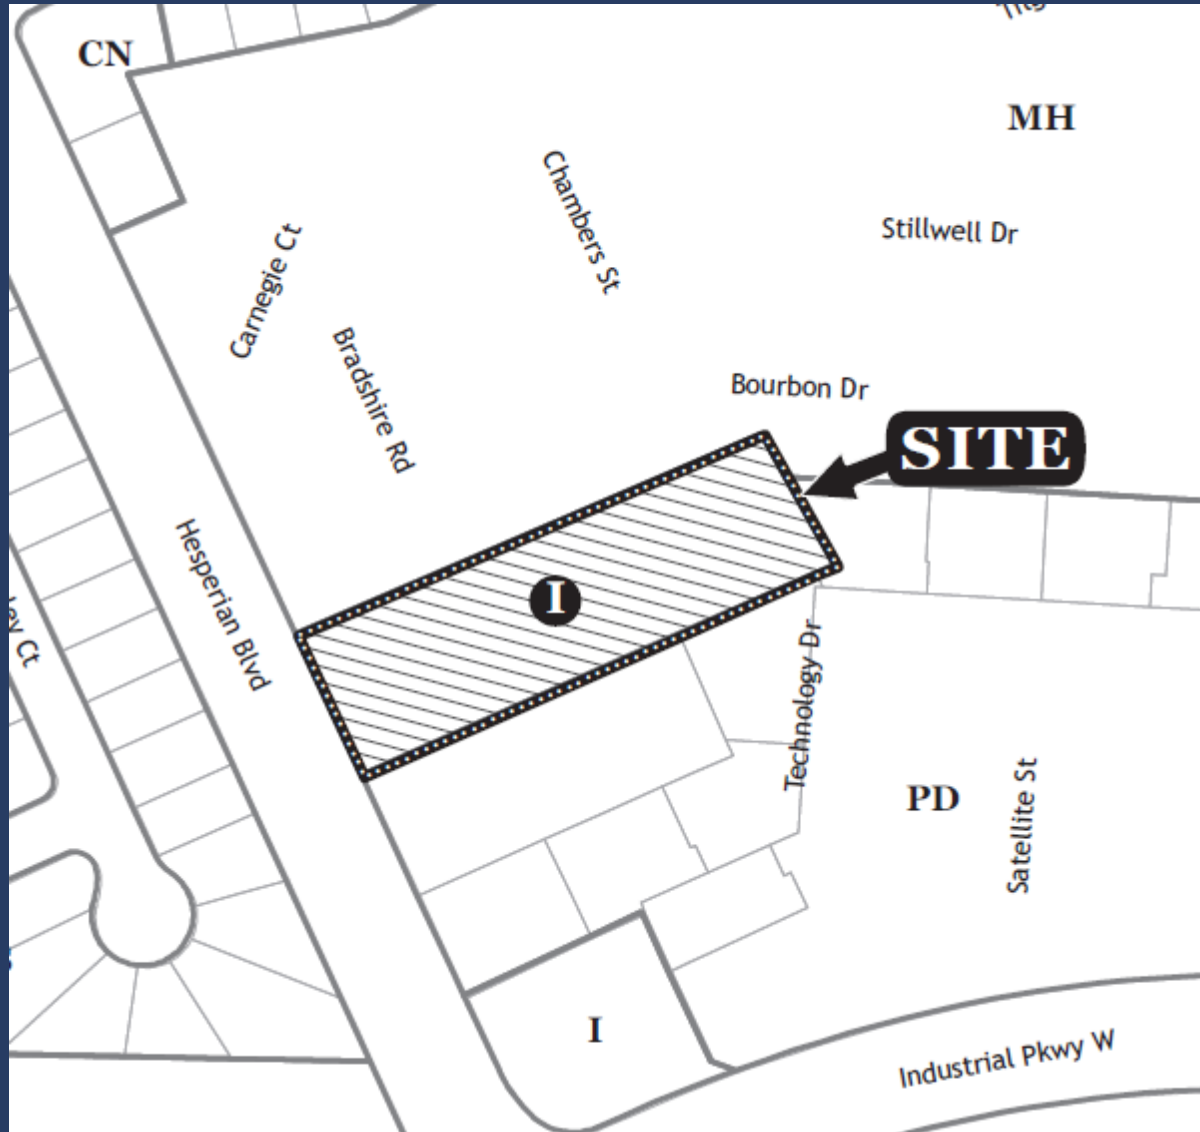 CN
MH
Chambers St
Stillwell Dr
Carnegie Ct
Bradshire Rd
Bourbon Dr
SITE
Hesperian Blvd
I
Ct
Technology Dr
PD
Satellite St
I
Industrial Pkwy W